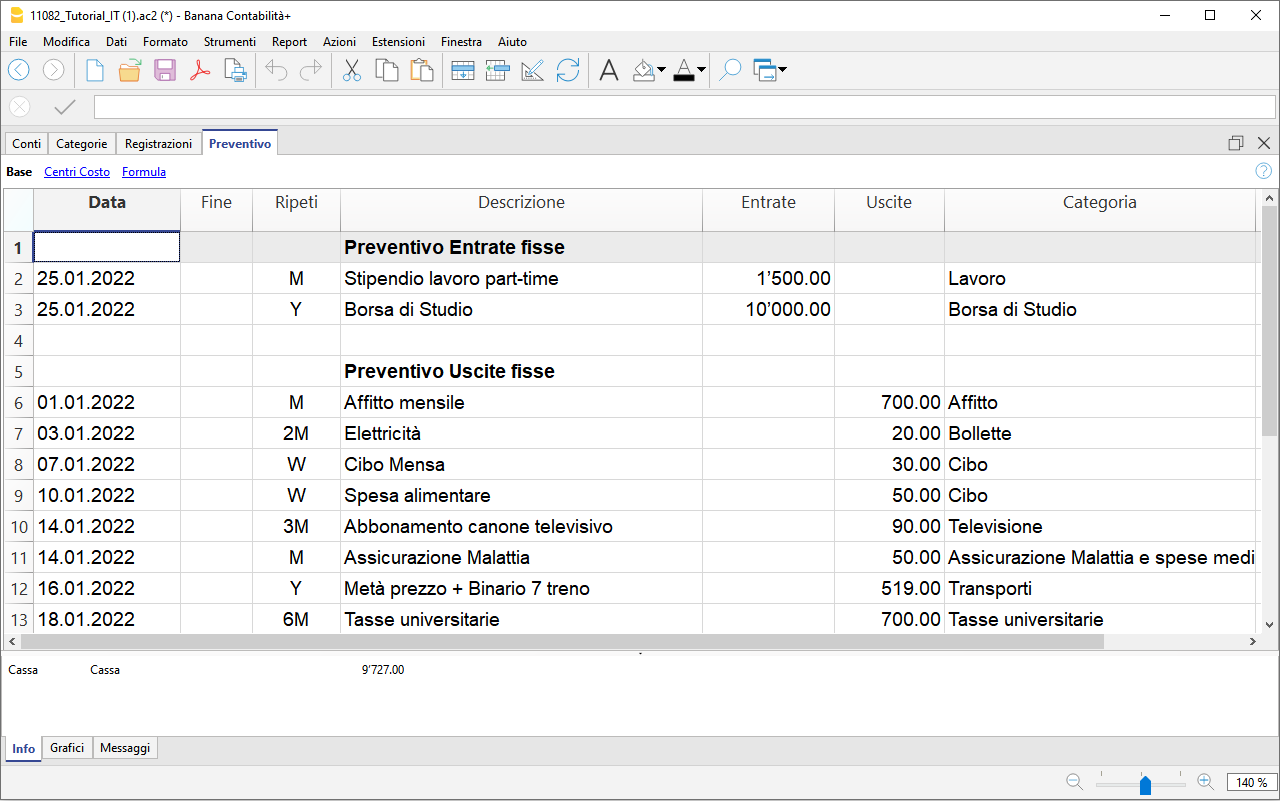 11082_Tutorial_IT (1).ac2 (*) - Banana Contabilità+
File Modifica Dati Formato Strumenti Report Azioni Estensioni Finestra Aiuto
Conti Categorie Registrazioni Preventivo
Base Centri Costo Formula
Data Fine Ripeti Descrizione Entrate Uscite Categoria
1 Preventivo Entrate fisse
2 25.01.2022 M Stipendio lavoro part-time 1’500.00 Lavoro
3 25.01.2022 Y Borsa di Studio 10’000.00 Borsa di Studio
4
5 Preventivo Uscite fisse
6 01.01.2022 M Affitto mensile 700.00 Affitto
7 03.01.2022 2M Elettricità 20.00 Bollette
8 07.01.2022 W Cibo Mensa 30.00 Cibo
9 10.01.2022 W Spesa alimentare 50.00 Cibo
10 14.01.2022 3M Abbonamento canone televisivo 90.00 Televisione
11 14.01.2022 M Assicurazione Malattia 50.00 Assicurazione Malattia e spese medi
12 16.01.2022 Y Metà prezzo + Binario 7 treno 519.00 Transporti
13 18.01.2022 6M Tasse universitarie 700.00 Tasse universitarie
Cassa Cassa 9’727.00
Info Grafici Messaggi
140 %